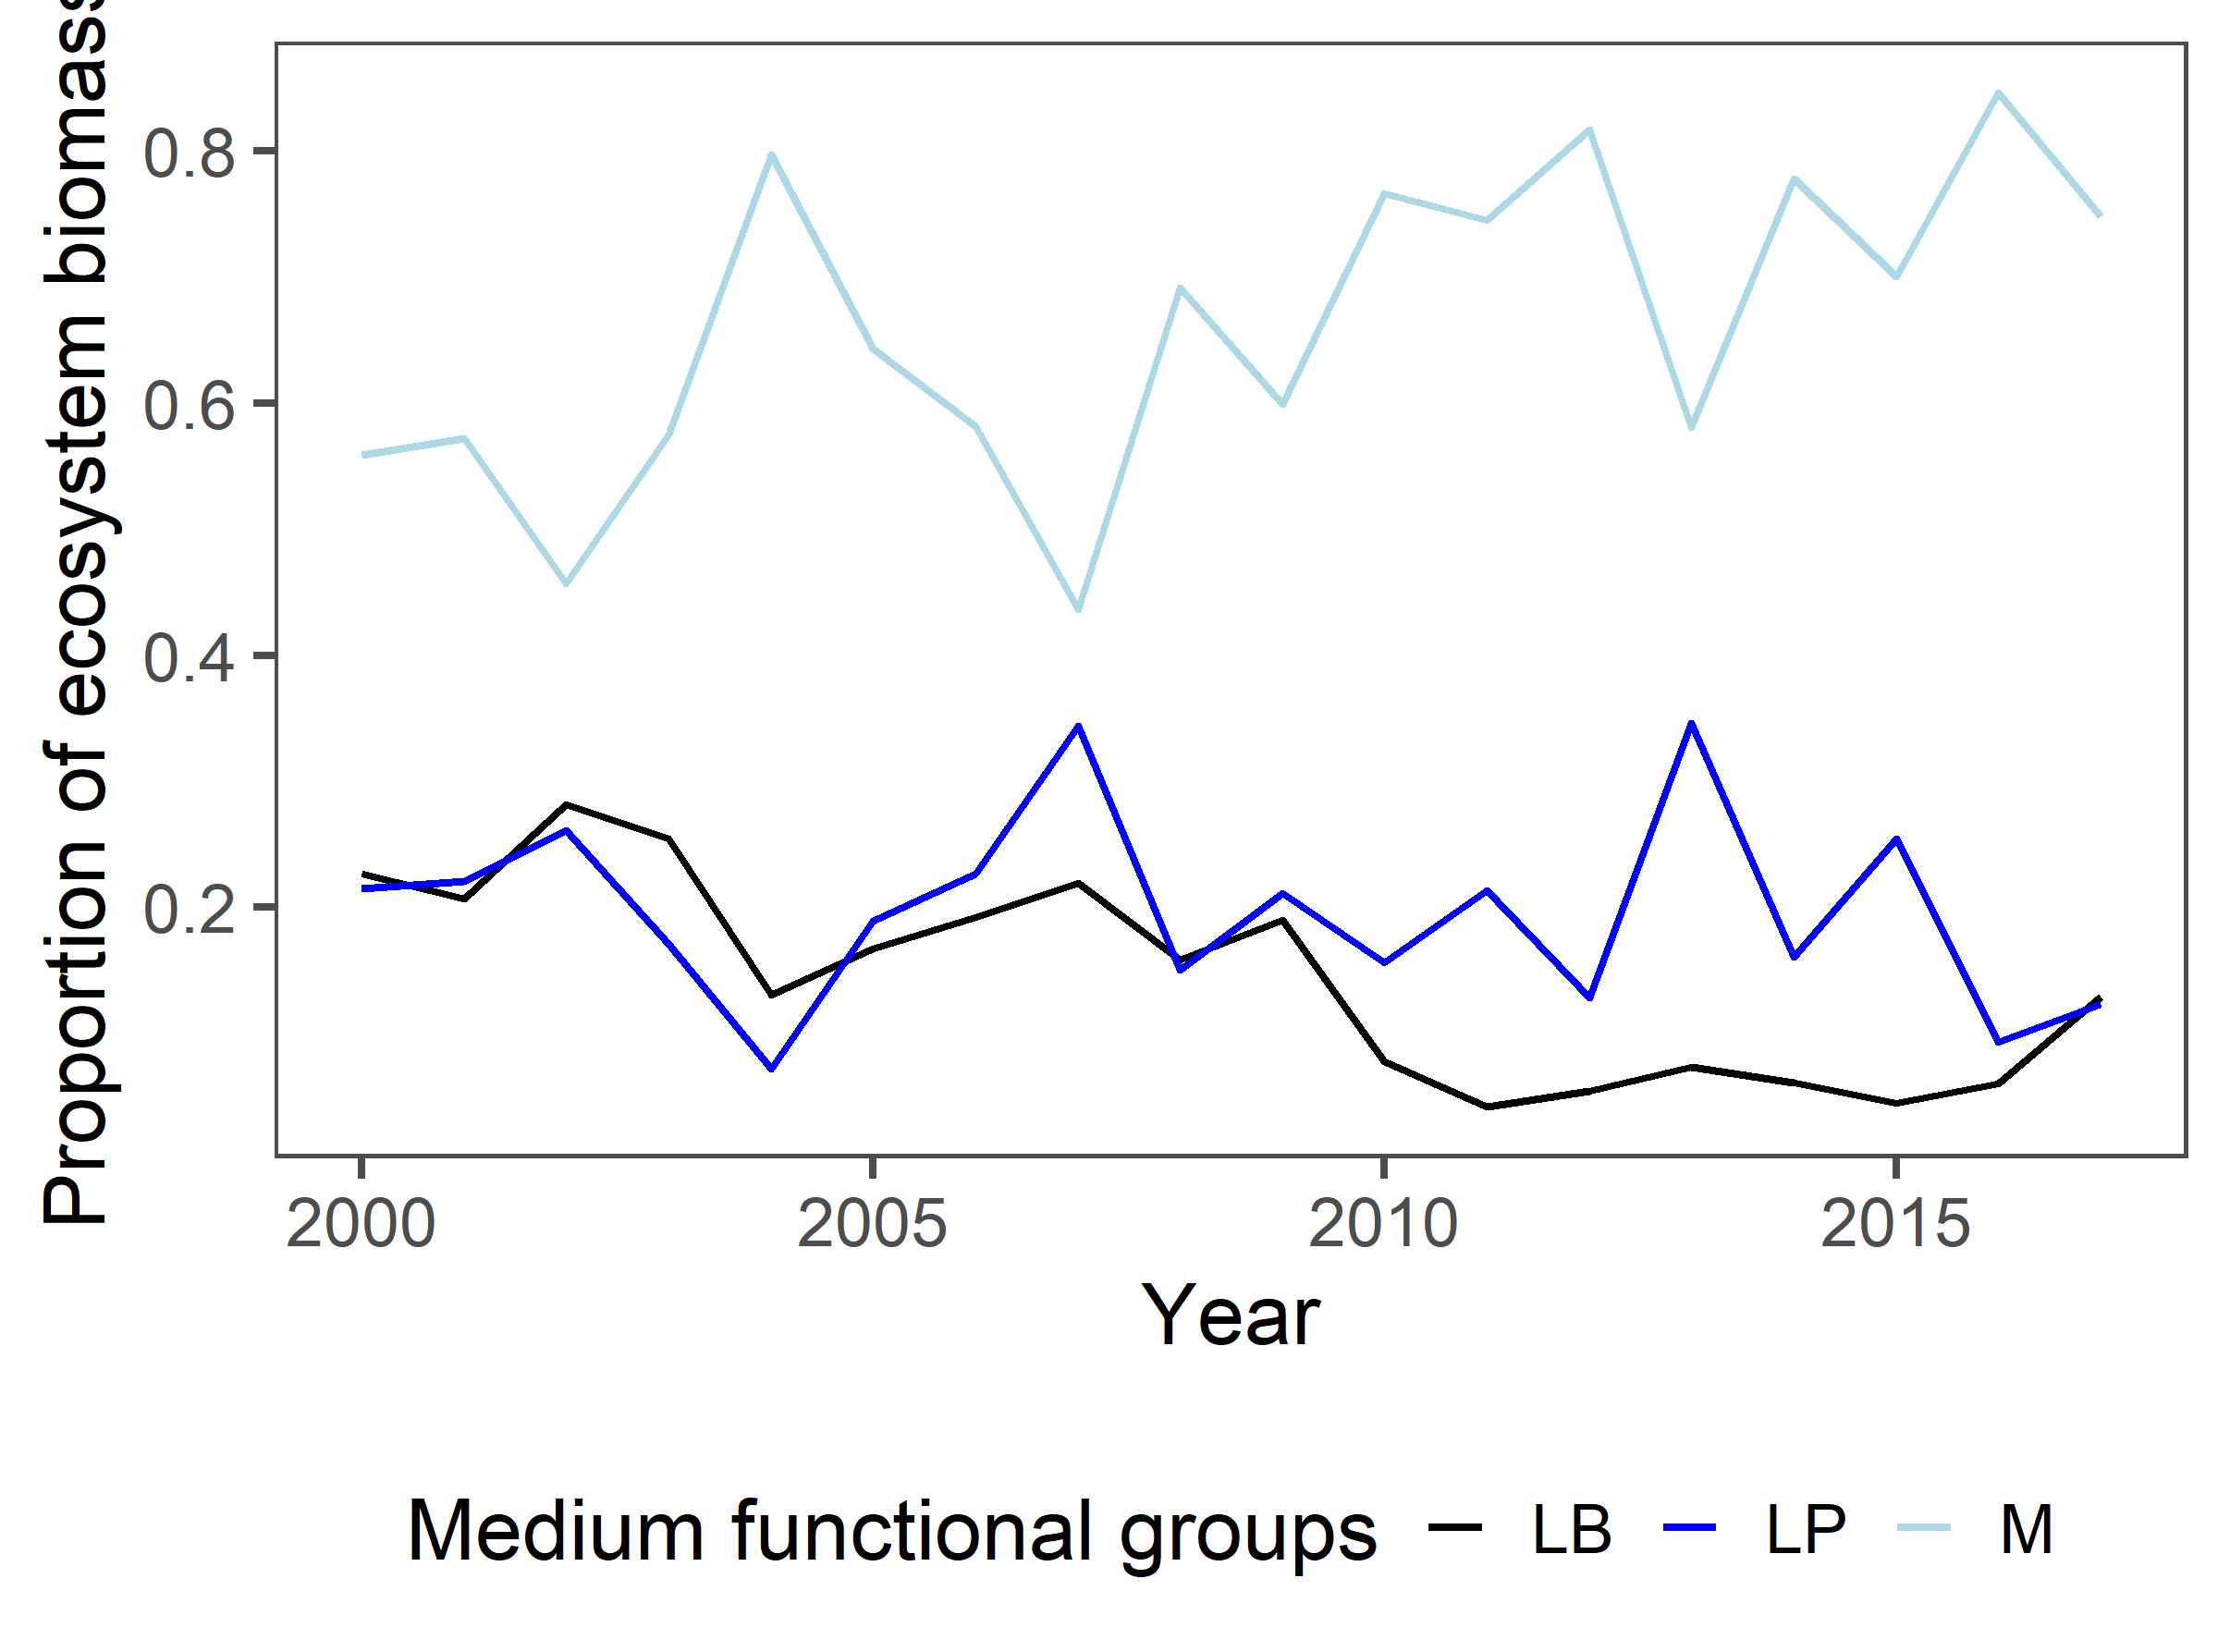 Proportion of ecosystem biomass
0.8
0.6
0.4
0.2
2000 2005 2010 2015
Year
Medium functional groups LB LP M